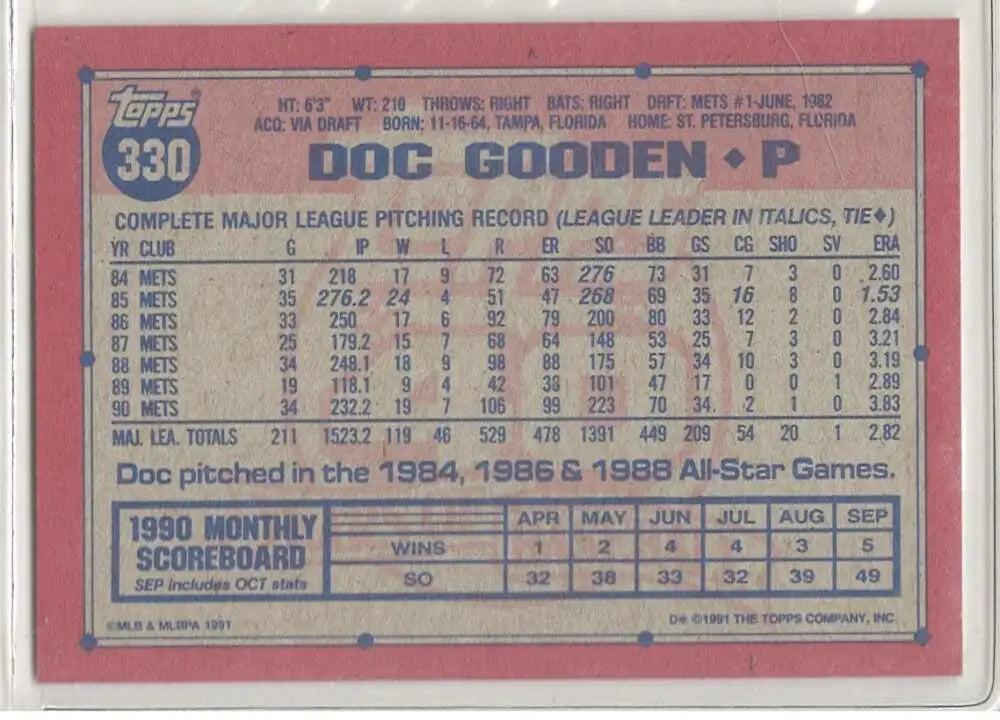 Topps®
330
HT: 6'3" WT: 210 THROWS: RIGHT BATS: RIGHT DRFT: METS #1-JUNE, 1982
ACQ: VIA DRAFT BORN: 11-16-64, TAMPA, FLORIDA HOME: ST. PETERSBURG, FLORIDA
DOC GOODEN ◆ P
COMPLETE MAJOR LEAGUE PITCHING RECORD (LEAGUE LEADER IN ITALICS, TIE◆)
YR CLUB G IP W L R ER SO BB GS CG SHO SV ERA
84 METS 31 218 17 9 72 63 276 73 31 7 3 0 2.60
85 METS 35 276.2 24 4 51 47 268 69 35 16 8 0 1.53
86 METS 33 250 17 6 92 79 200 80 33 12 2 0 2.84
87 METS 25 179.2 15 7 68 64 148 53 25 7 3 0 3.21
88 METS 34 248.1 18 9 98 88 175 57 34 10 3 0 3.19
89 METS 19 118.1 9 4 42 38 101 47 17 0 0 1 2.89
90 METS 34 232.2 19 7 106 99 223 70 34 2 1 0 3.83
MAJ. LEA. TOTALS 211 1523.2 119 46 529 478 1391 449 209 54 20 1 2.82
Doc pitched in the 1984, 1986 & 1988 All-Star Games.
1990 MONTHLY
SCOREBOARD
SEP includes OCT stats
APR MAY JUN JUL AUG SEP
WINS 1 2 4 4 3 5
SO 32 38 33 32 39 49
©MLB & MLBPA 1991
D* ©1991 THE TOPPS COMPANY, INC.